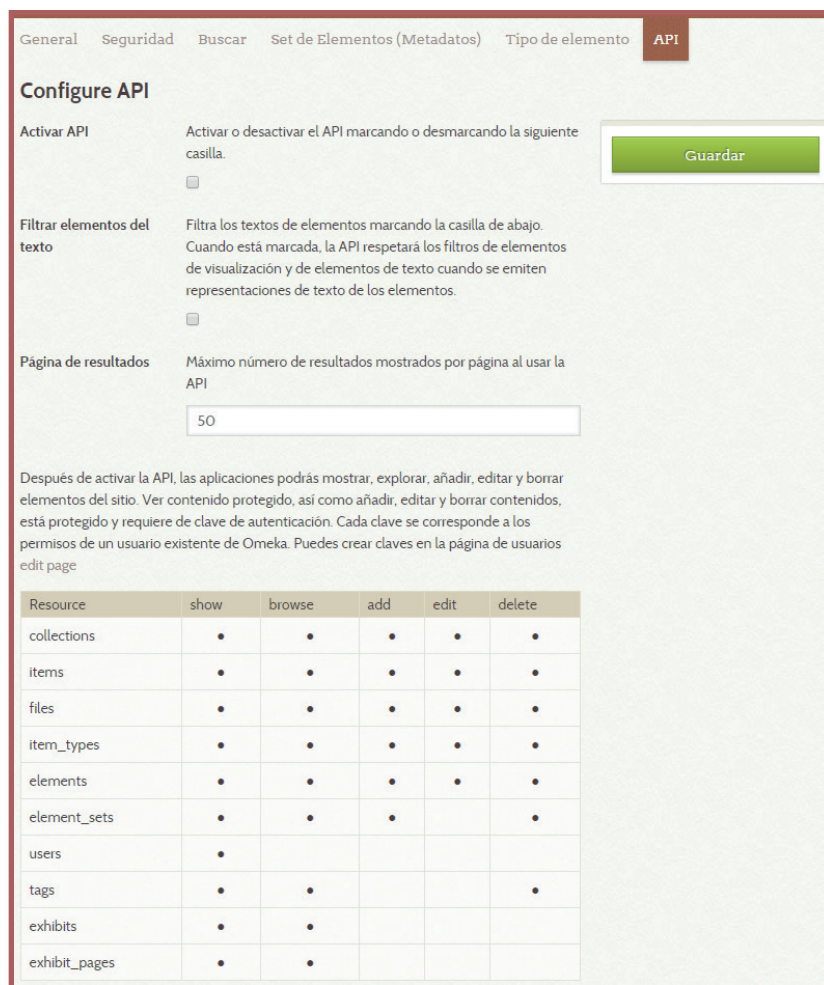 General Seguridad Buscar Set de Elementos (Metadatos) Tipo de elemento API
Configure API
Activar API
Activar o desactivar el API marcando o desmarcando la siguiente
casilla.
Guardar
Filtrar elementos del
texto
Filtra los textos de elementos marcando la casilla de abajo.
Cuando está marcada, la API respetará los filtros de elementos
de visualización y de elementos de texto cuando se emiten
representaciones de texto de los elementos.
Página de resultados
Máximo número de resultados mostrados por página al usar la
API
50
Después de activar la API, las aplicaciones podrás mostrar, explorar, añadir, editar y borrar
elementos del sitio. Ver contenido protegido, así como añadir, editar y borrar contenidos,
está protegido y requiere de clave de autenticación. Cada clave se corresponde a los
permisos de un usuario existente de Omeka. Puedes crear claves en la página de usuarios
edit page
Resource show browse add edit delete
collections • • • • •
items • • • • •
files • • • • •
item_types • • • • •
elements • • • • •
element_sets • • • •
users •
tags • • •
exhibits • •
exhibit_pages • •